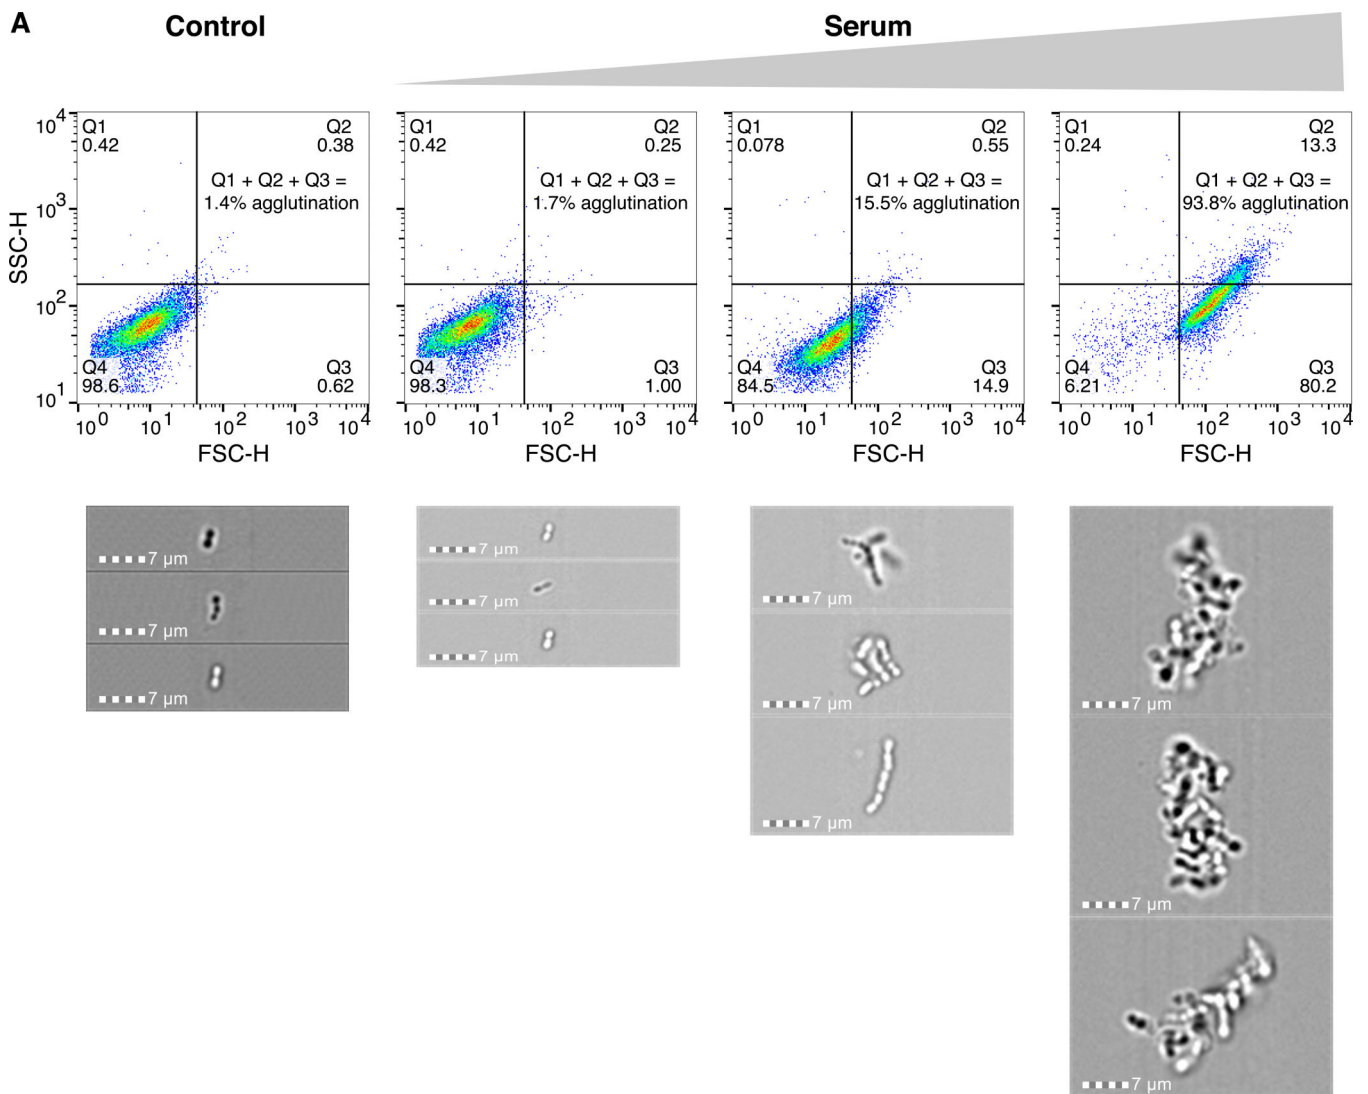 A
Control
Serum
10^4
10^3
10^2
10^1
SSC-H
Q1
0.42
Q2
0.38
Q1 + Q2 + Q3 =
1.4% agglutination
Q4
98.6
Q3
0.62
10^0 10^1 10^2 10^3 10^4
FSC-H
Q1
0.42
Q2
0.25
Q1 + Q2 + Q3 =
1.7% agglutination
Q4
98.3
Q3
1.00
10^0 10^1 10^2 10^3 10^4
FSC-H
Q1
0.078
Q2
0.55
Q1 + Q2 + Q3 =
15.5% agglutination
Q4
84.5
Q3
14.9
10^0 10^1 10^2 10^3 10^4
FSC-H
Q1
0.24
Q2
13.3
Q1 + Q2 + Q3 =
93.8% agglutination
Q4
6.21
Q3
80.2
10^0 10^1 10^2 10^3 10^4
FSC-H
7 µm
7 µm
7 µm
7 µm
7 µm
7 µm
7 µm
7 µm
7 µm
7 µm
7 µm
7 µm